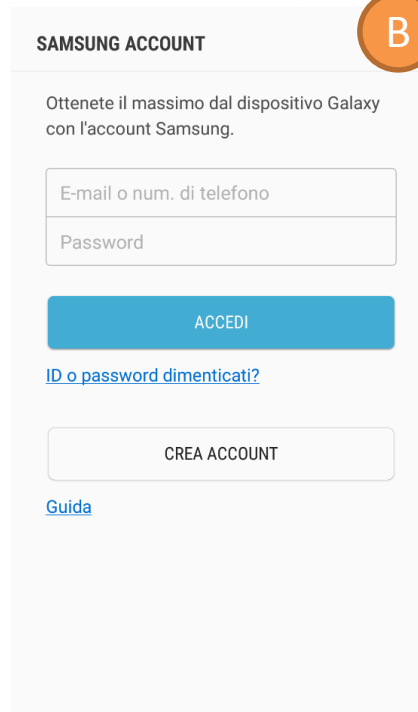 B
SAMSUNG ACCOUNT
Ottenete il massimo dal dispositivo Galaxy
con l'account Samsung.
E-mail o num. di telefono
Password
ACCEDI
ID o password dimenticati?
CREA ACCOUNT
Guida